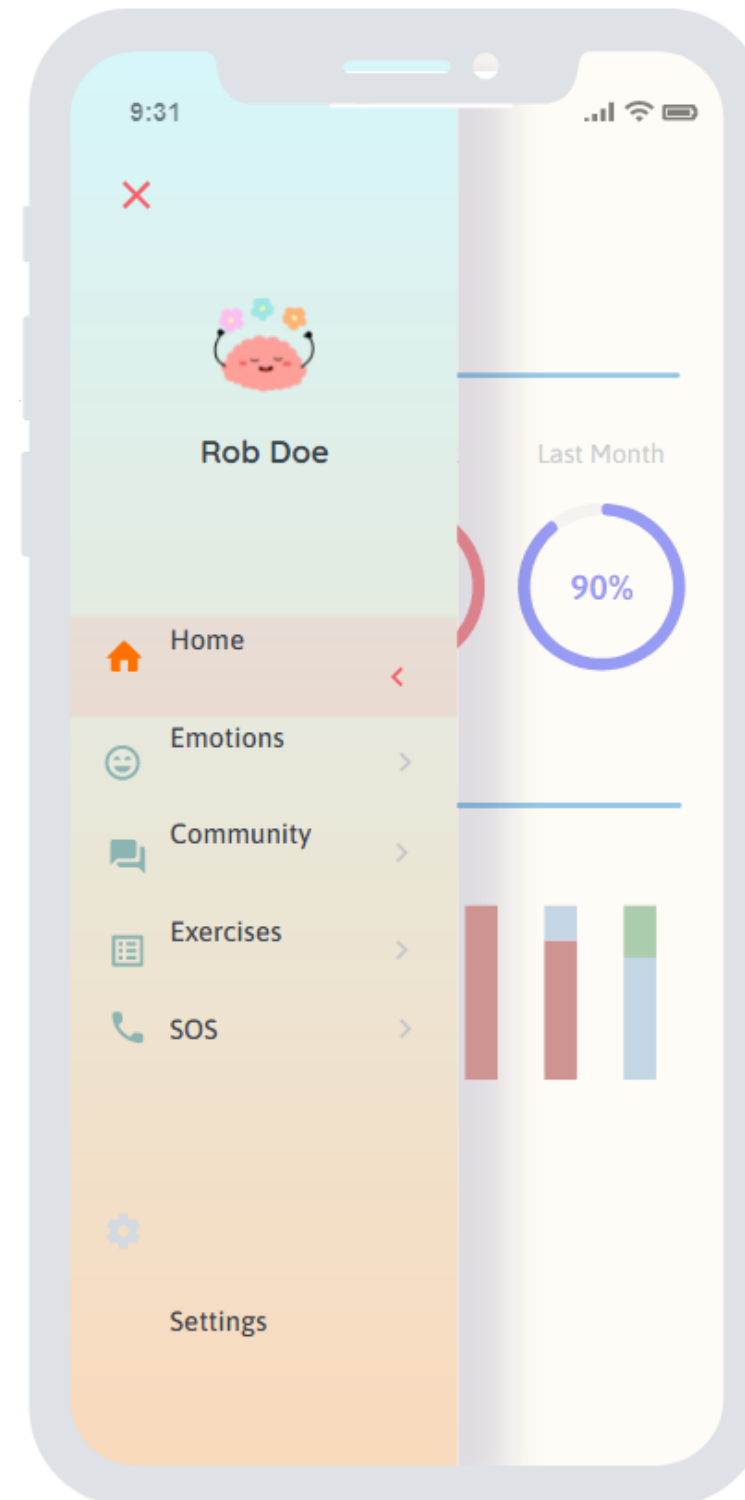 9:31
Rob Doe
Last Month
90%
Home
Emotions
Community
Exercises
SOS
Settings